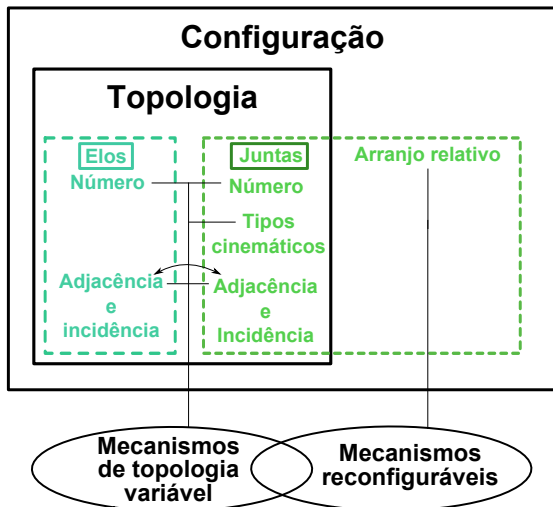 Configuração
Topologia
Elos
Número
Adjacência
e
incidência
Juntas
Número
Tipos
cinemáticos
Adjacência
e
Incidência
Arranjo relativo
Mecanismos
de topologia
variável
Mecanismos
reconfiguráveis